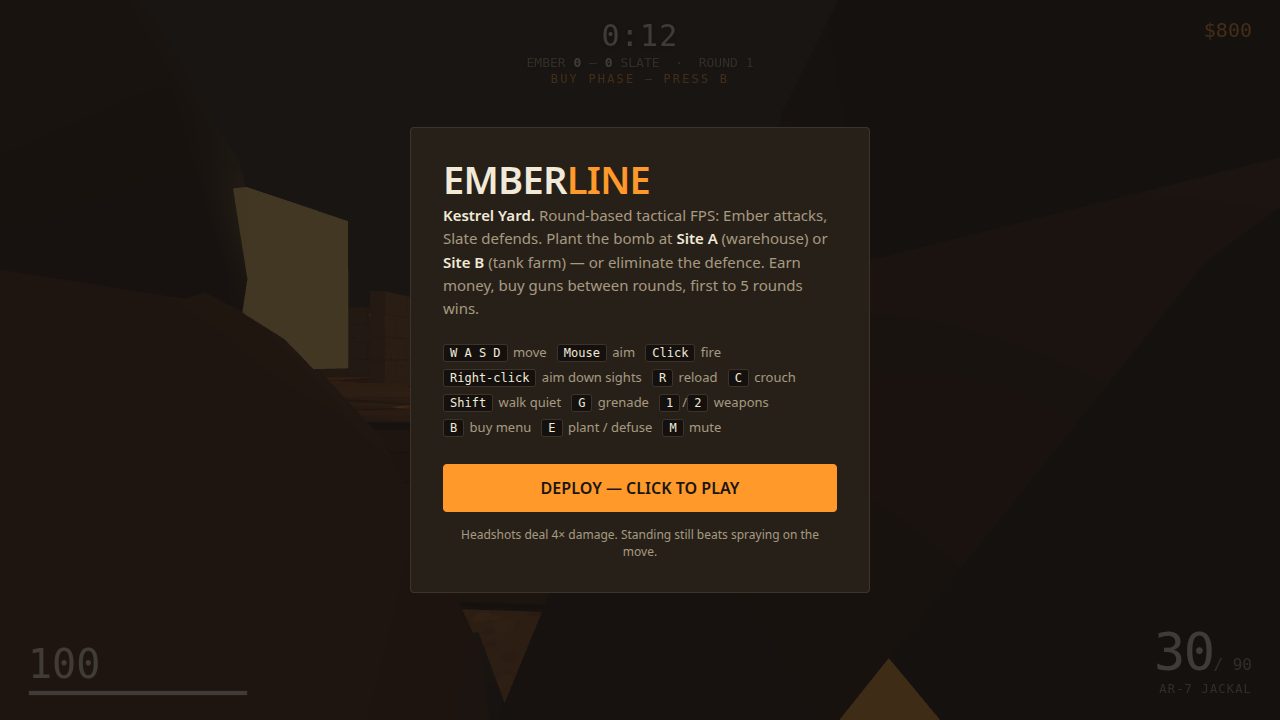 0:12
$800
EMBER 0 — 0 SLATE · ROUND 1
BUY PHASE — PRESS B
EMBERLINE
Kestrel Yard. Round-based tactical FPS: Ember attacks,
Slate defends. Plant the bomb at Site A (warehouse) or
Site B (tank farm) — or eliminate the defence. Earn
money, buy guns between rounds, first to 5 rounds
wins.
W A S D move Mouse aim Click fire
Right-click aim down sights R reload C crouch
Shift walk quiet G grenade 1/2 weapons
B buy menu E plant / defuse M mute
DEPLOY — CLICK TO PLAY
Headshots deal 4× damage. Standing still beats spraying on the
move.
100
30 / 90
AR-7 JACKAL